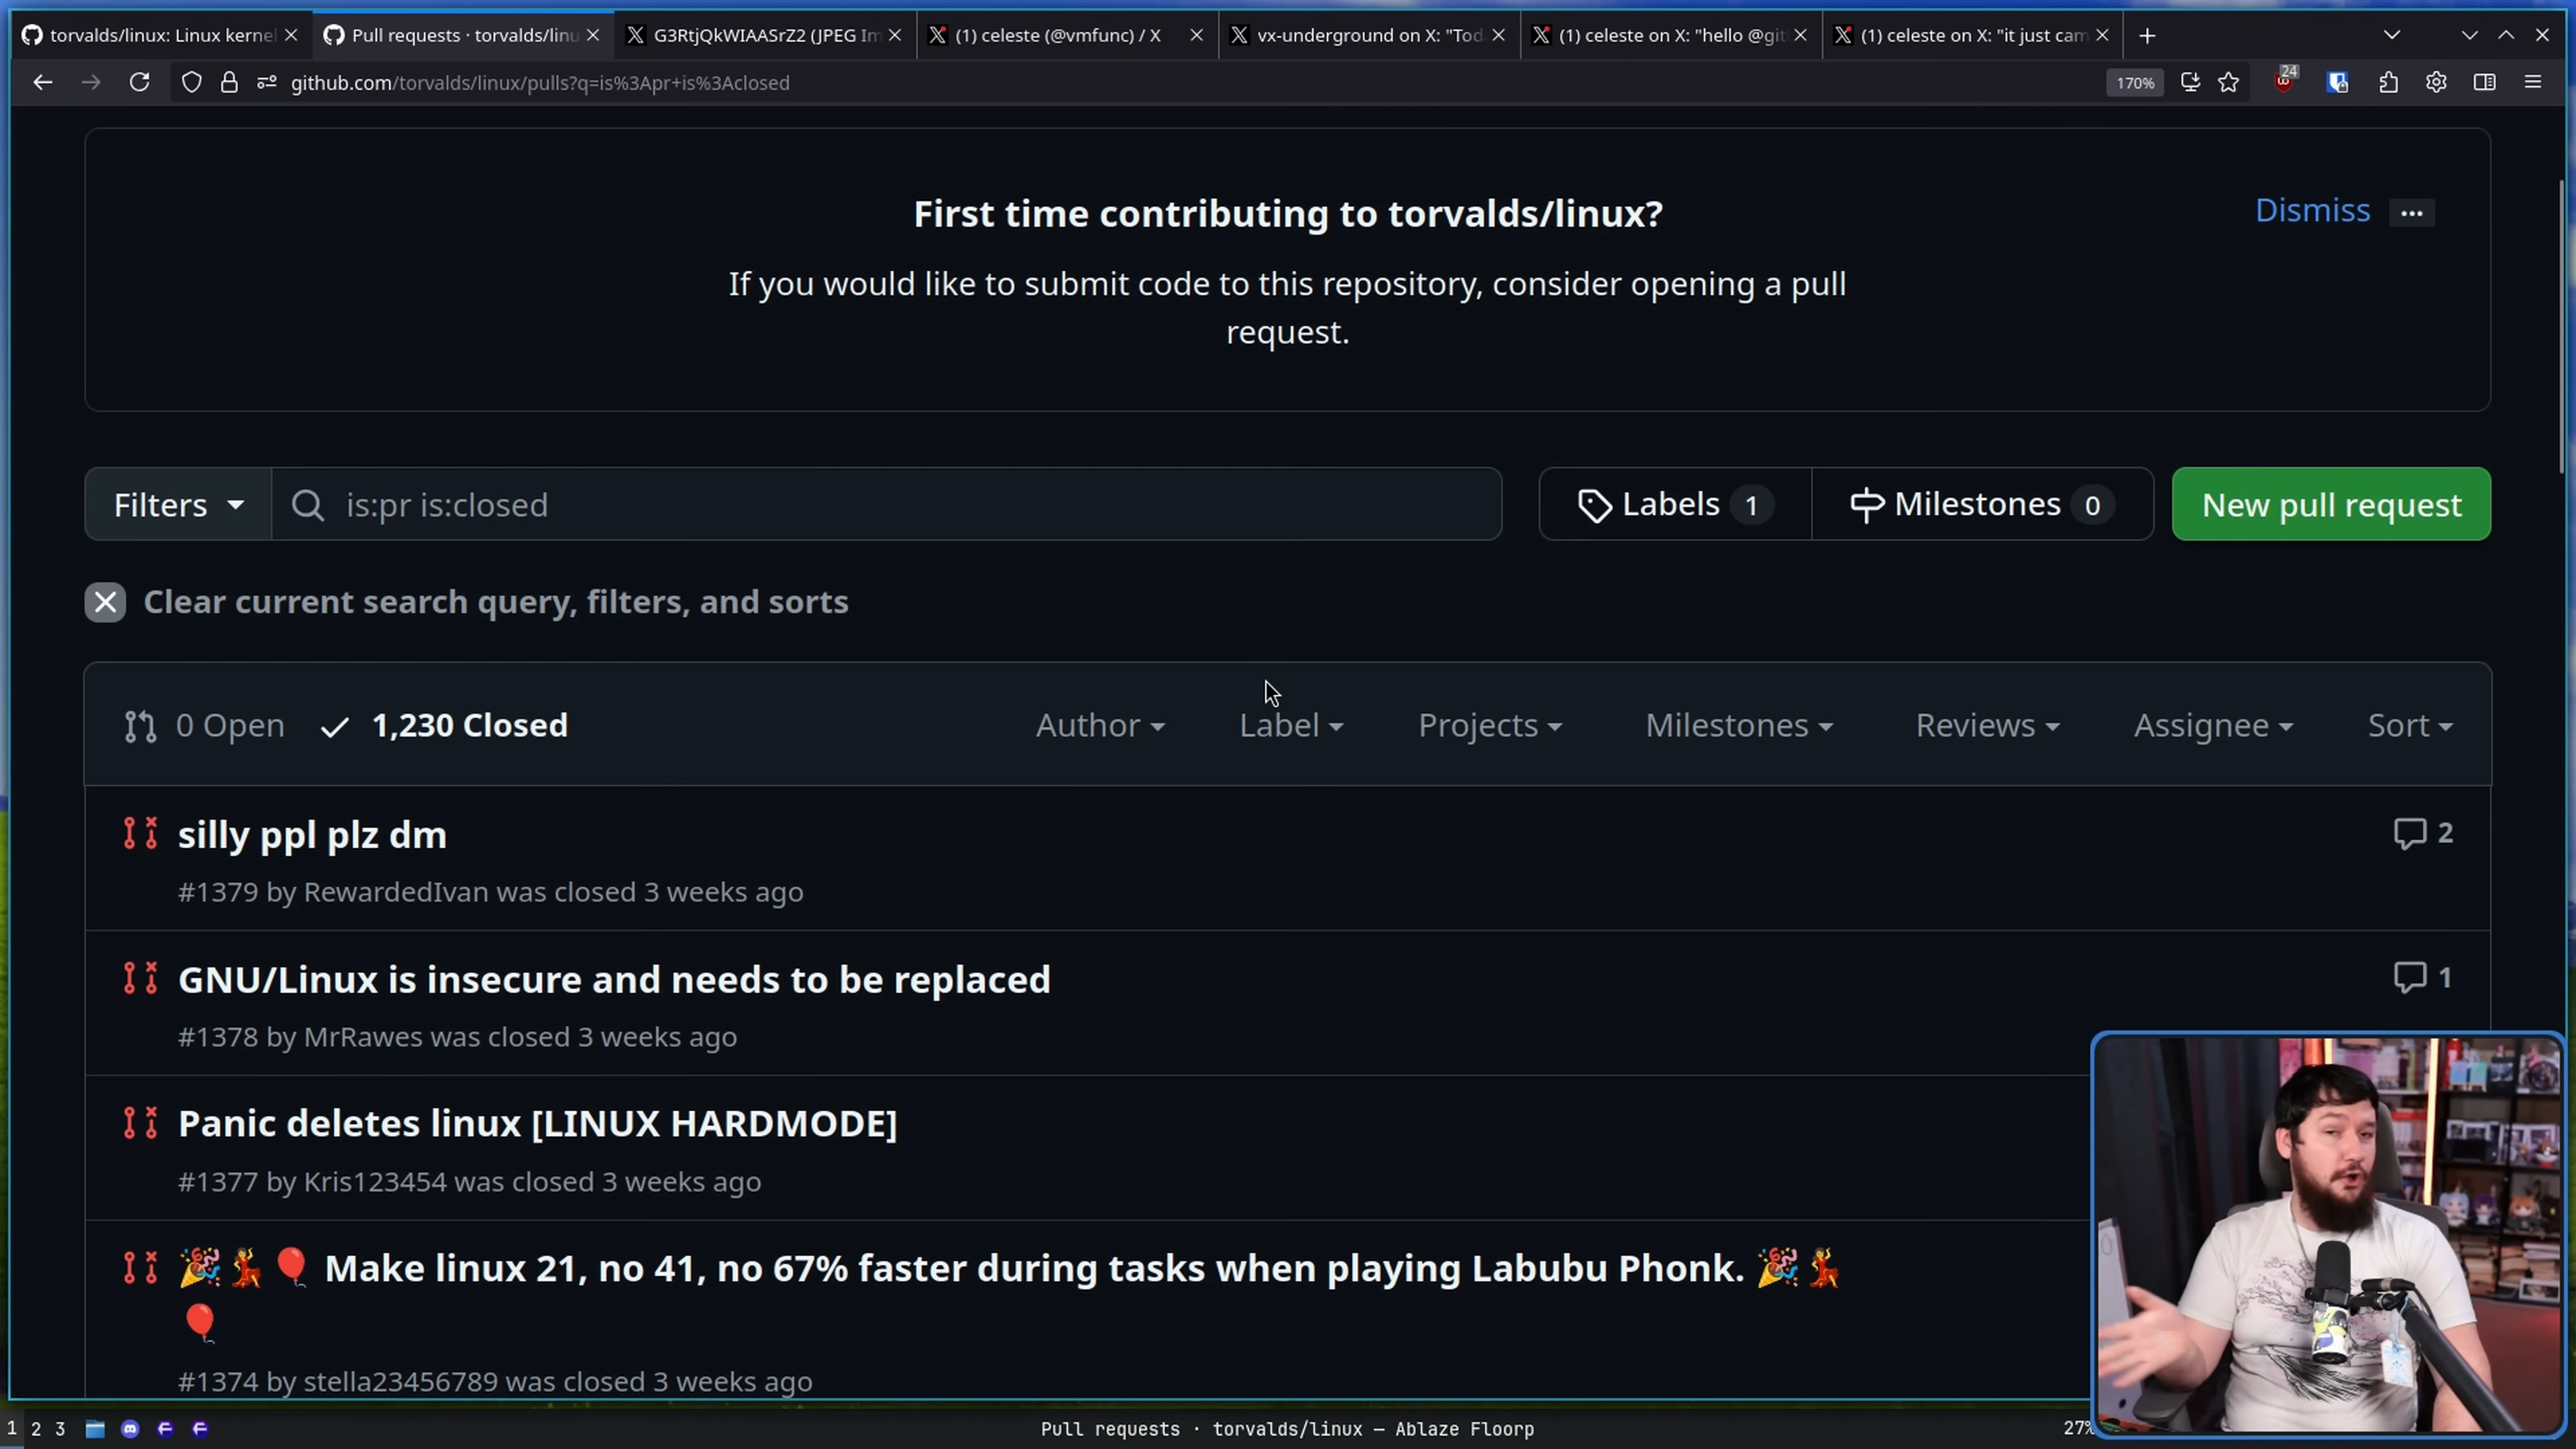 torvalds/linux: Linux kernel
Pull requests · torvalds/linu
G3RtjQkWIAASrZ2 (JPEG Im
(1) celeste (@vmfunc) / X
vx-underground on X: "Tod
(1) celeste on X: "hello @git
(1) celeste on X: "it just cam
github.com/torvalds/linux/pulls?q=is%3Apr+is%3Aclosed
170%
24
First time contributing to torvalds/linux?
Dismiss
If you would like to submit code to this repository, consider opening a pull
request.
Filters
is:pr is:closed
Labels 1
Milestones 0
New pull request
Clear current search query, filters, and sorts
0 Open 1,230 Closed
Author Label Projects Milestones Reviews Assignee Sort
silly ppl plz dm
2
#1379 by RewardedIvan was closed 3 weeks ago
GNU/Linux is insecure and needs to be replaced
1
#1378 by MrRawes was closed 3 weeks ago
Panic deletes linux [LINUX HARDMODE]
#1377 by Kris123454 was closed 3 weeks ago
🎉💃🎈 Make linux 21, no 41, no 67% faster during tasks when playing Labubu Phonk. 🎉💃
🎈
#1374 by stella23456789 was closed 3 weeks ago
1 2 3
Pull requests · torvalds/linux — Ablaze Floorp
27%